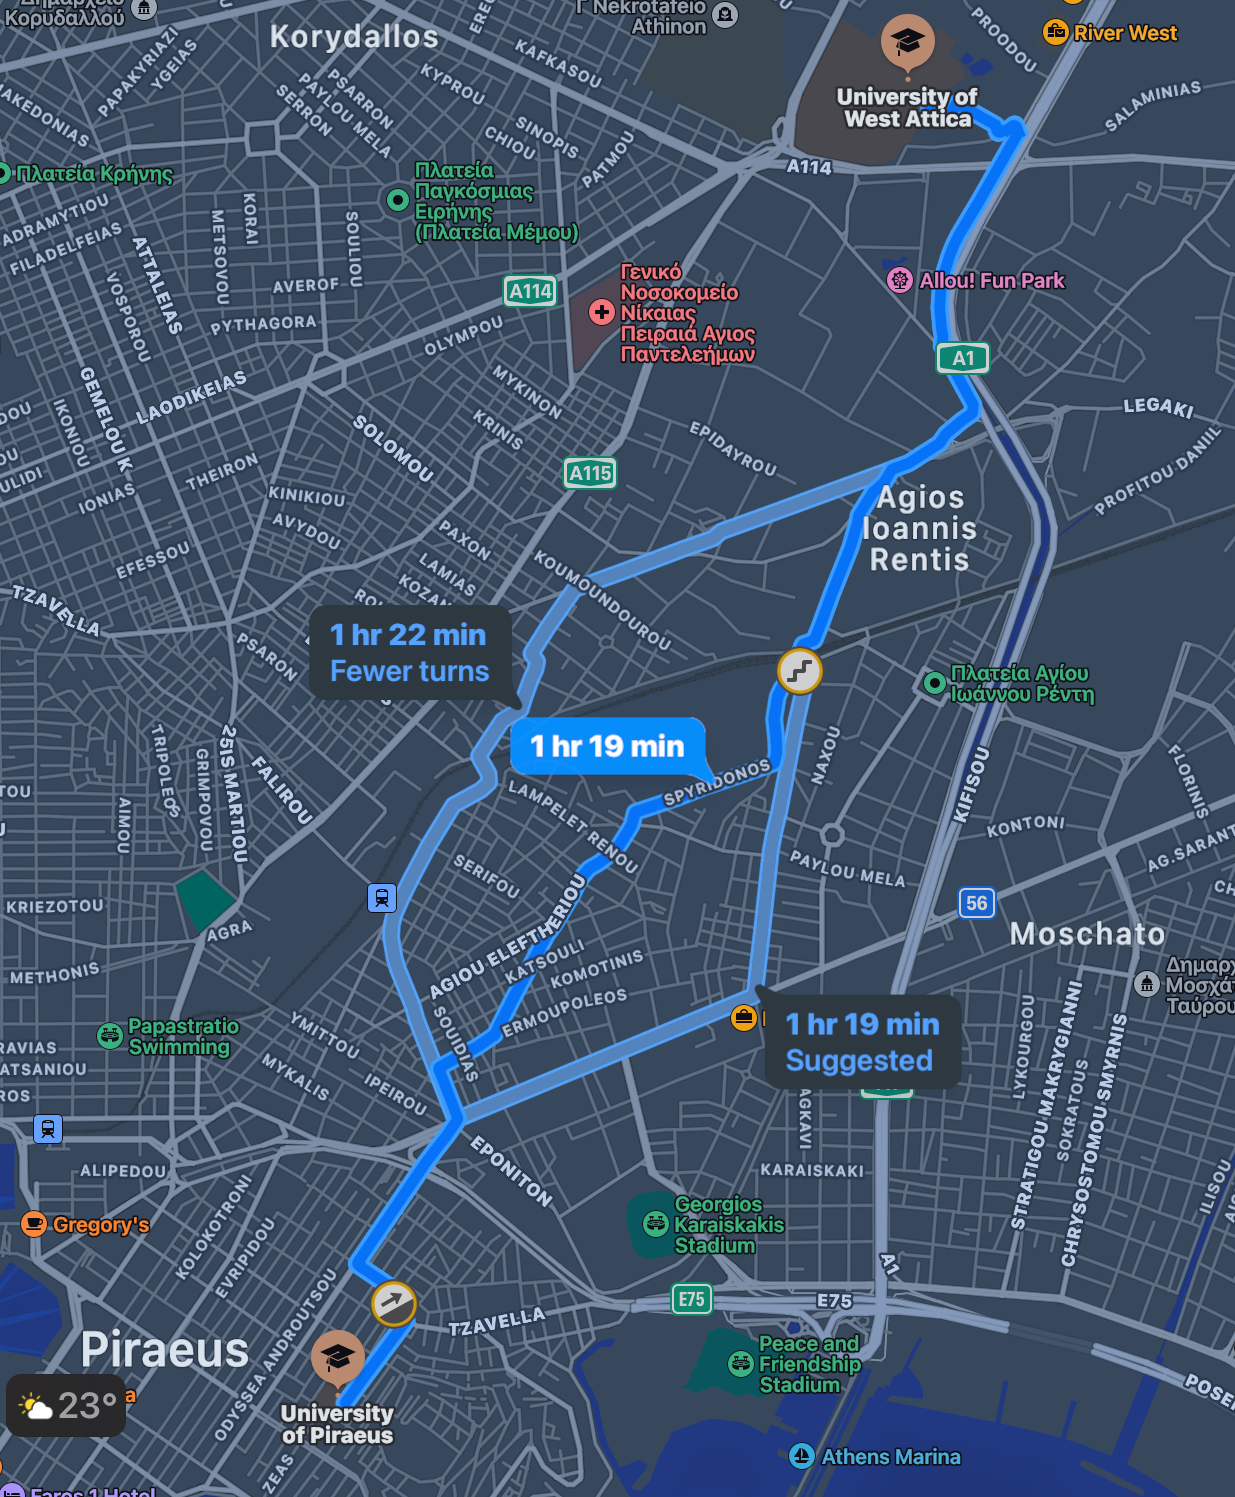 Δημαρχείο
Κορυδαλλού
Korydallos
Γ Nekrotafeio
Athinon
University of
West Attica
River West
PROODOU
SALAMINIAS
PAPAKYRIAZI
YGEIAS
PSARRON
PAYLOU MELA
SERRON
KYPROU
KAFKASOU
SINOPIS
CHIOU
PATMOU
A114
Πλατεία Κρήνης
Πλατεία
Παγκόσμιας
Ειρήνης
(Πλατεία Μέμου)
ADRAMYTIOU
FILADELFEIAS
ATTALEIAS
VOSPOROU
METSOVOU
KORAI
SOULIOU
AVEROF
PYTHAGORA
OLYMPOU
A114
Γενικό
Νοσοκομείο
Νίκαιας
Πειραιά Αγιος
Παντελεήμων
Allou! Fun Park
A1
LEGAKI
PROFITOU DANIIL
GEMELOU K
LAODIKEIAS
IKONIOU
IONIAS
THEIRON
SOLOMOU
MYKINON
KRINIS
EPIDAYROU
A115
KINIKIOU
AVYDOU
EFESSOU
PAXON
LAMIAS
KOZAN
KOUMOUNDOUROU
Agios
Ioannis
Rentis
TZAVELLA
PSARON
1 hr 22 min
Fewer turns
1 hr 19 min
Πλατεία Αγίου
Ιωάννου Ρέντη
SPYRIDONOS
NAXOU
KIFISOU
FLORINIS
KONTONI
TRIPOLEOS
GRIMPOVOU
25IS MARTIOU
FALIROU
AIMOU
LAMPELET RENOU
SERIFOU
PAYLOU MELA
AG.SARANT
56
Moschato
KRIEZOTOU
AGRA
METHONIS
AGIOU ELEFTHERIOU
KATSOULI
KOMOTINIS
ERMOUPOLEOS
SOUIDIAS
Papastratio
Swimming
YMITTOU
MYKALIS
IPEIROU
1 hr 19 min
Suggested
Δημαρχ
Μοσχάτ
Ταύρου
LYKOURGOU
STRATIGOU MAKRYGIANNI
SOKRATOUS
CHRYSOSTOMOU SMYRNIS
ILISOU
AGKAVI
KARAISKAKI
ALIPEDOU
EPONITON
Georgios
Karaiskakis
Stadium
Gregory's
KOLOKOTRONI
EVRIPIDOU
ODYSSEA ANDROUTSOU
TZAVELLA
E75
E75
A1
Piraeus
Peace and
Friendship
Stadium
POSE
23°
University
of Piraeus
ZEAS
Athens Marina